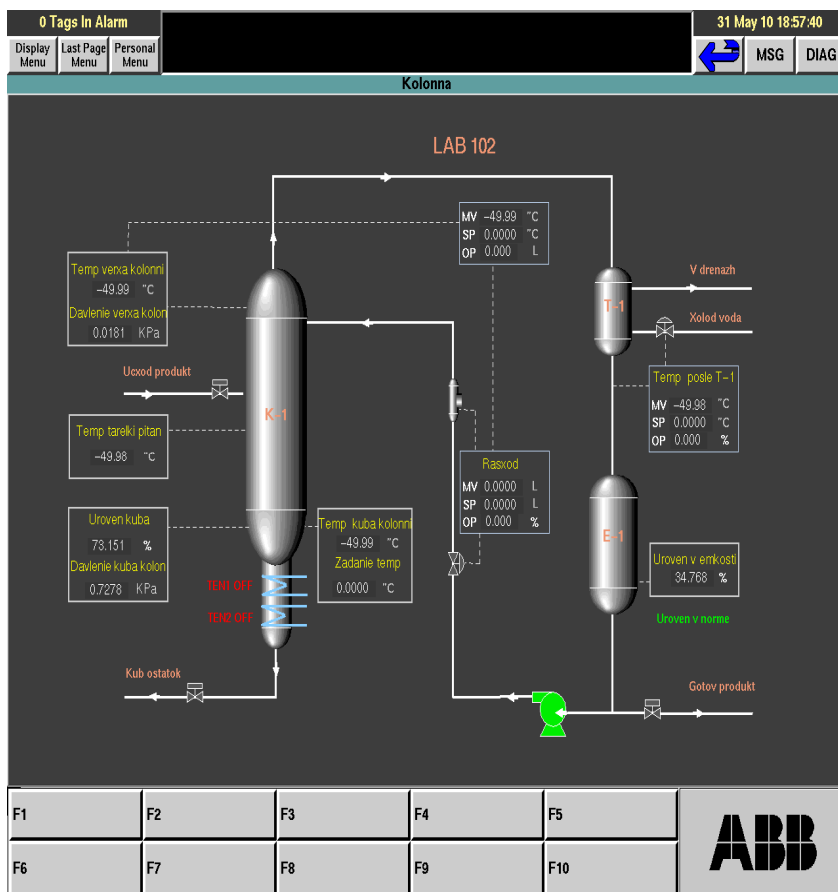 0 Tags In Alarm
31 May 10 18:57:40
Display Menu
Last Page Menu
Personal Menu
MSG
DIAG
Kolonna
LAB 102
MV -49.99 °C
SP 0.0000 °C
OP 0.000 L
Temp verxa kolonni
-49.99 °C
Davlenie verxa kolon
0.0181 KPa
V drenazh
T-1
Xolod voda
Ucxod produkt
Temp posle T-1
MV -49.98 °C
SP 0.0000 °C
OP 0.000 %
K-1
Temp tarelki pitan
-49.98 °C
Rasxod
MV 0.0000 L
SP 0.0000 L
OP 0.000 %
Uroven kuba
73.151 %
Davlenie kuba kolon
0.7278 KPa
Temp kuba kolonni
-49.99 °C
Zadanie temp
0.0000 °C
E-1
Uroven v emkosti
34.768 %
TEN1 OFF
TEN2 OFF
Uroven v norme
Kub ostatok
Gotov produkt
F1
F2
F3
F4
F5
F6
F7
F8
F9
F10
ABB